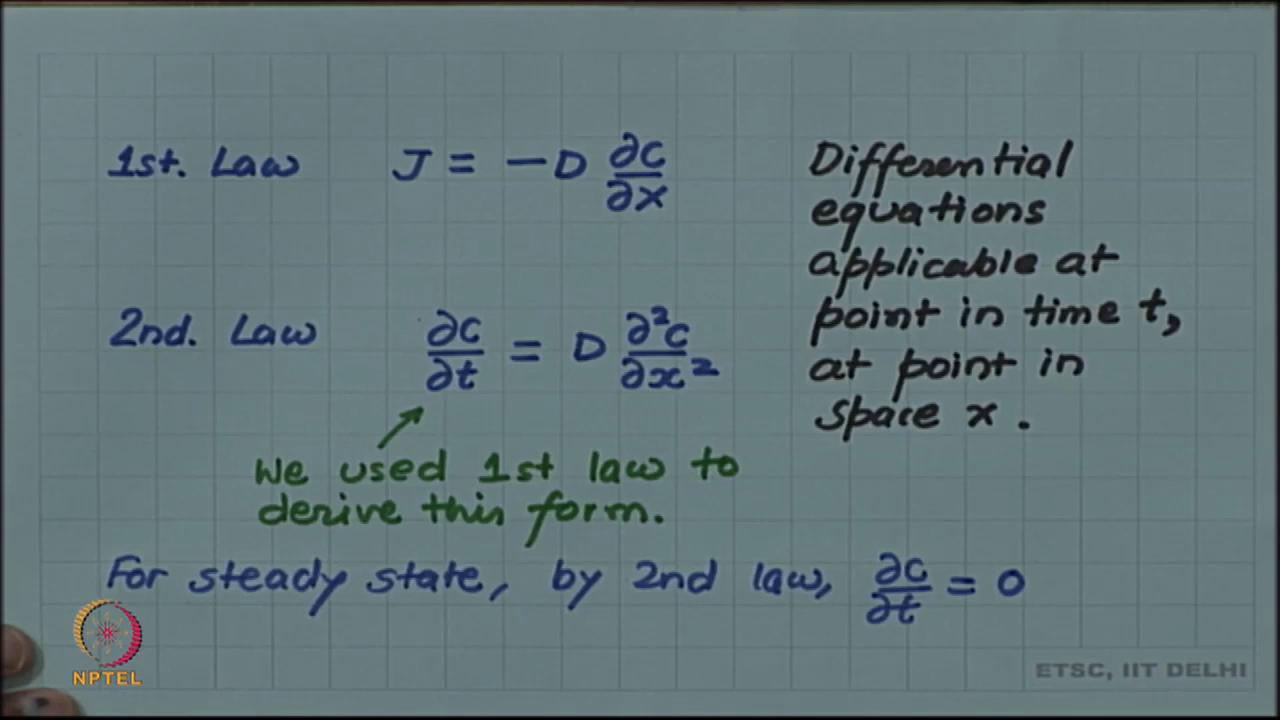 1st. Law J = −D ∂C/∂x
2nd. Law ∂C/∂t = D ∂²C/∂x²
We used 1st law to
derive this form.
Differential
equations
applicable at
point in time t,
at point in
space x .
For steady state, by 2nd law, ∂C/∂t = 0
NPTEL
ETSC, IIT DELHI